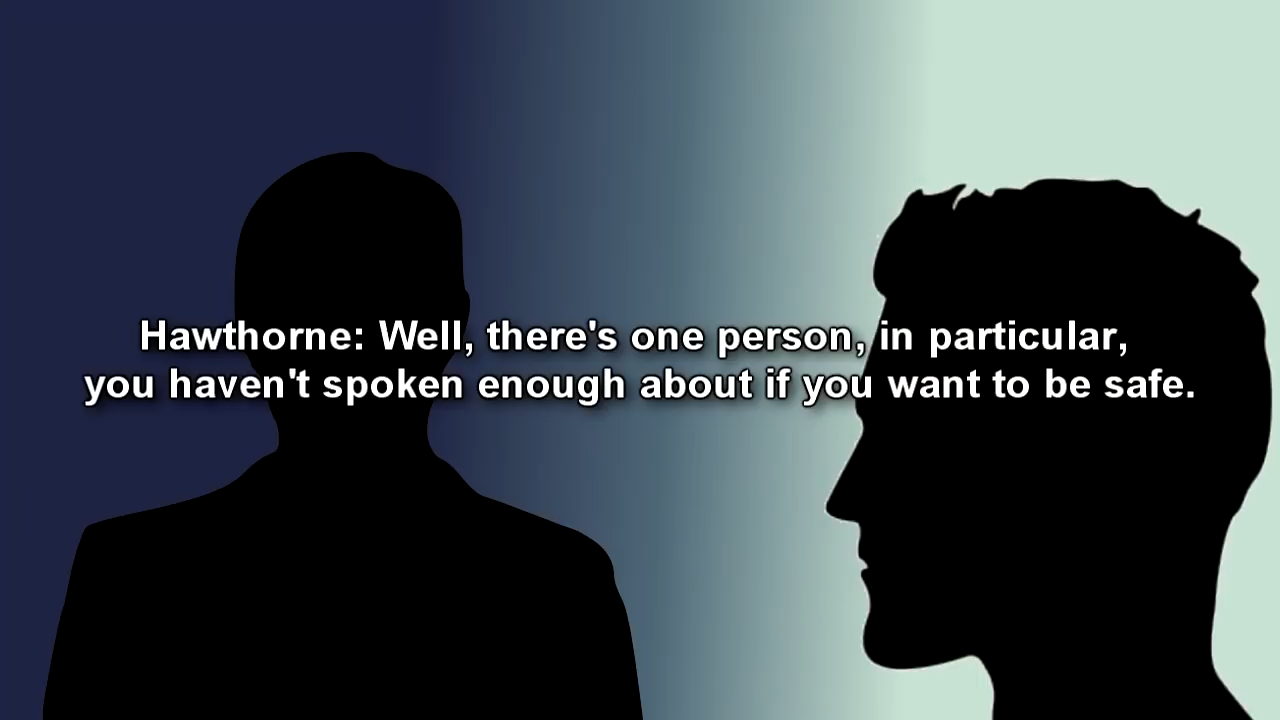 Hawthorne: Well, there's one person, in particular,
you haven't spoken enough about if you want to be safe.